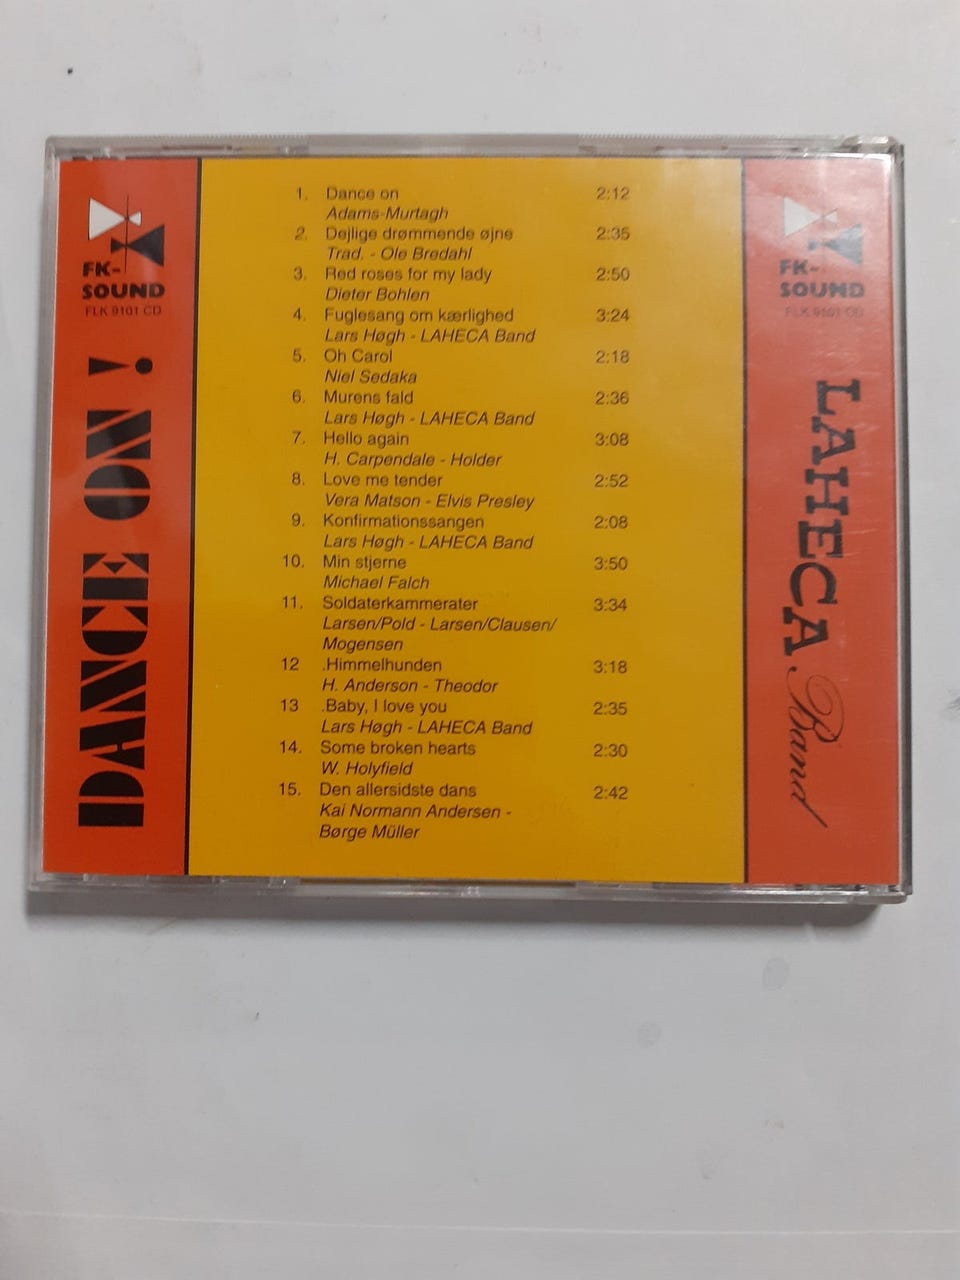 FK-
SOUND
FLK 9101 CD
DANCE ON !
1. Dance on 2:12
Adams-Murtagh
2. Dejlige drømmende øjne 2:35
Trad. - Ole Bredahl
3. Red roses for my lady 2:50
Dieter Bohlen
4. Fuglesang om kærlighed 3:24
Lars Høgh - LAHECA Band
5. Oh Carol 2:18
Niel Sedaka
6. Murens fald 2:36
Lars Høgh - LAHECA Band
7. Hello again 3:08
H. Carpendale - Holder
8. Love me tender 2:52
Vera Matson - Elvis Presley
9. Konfirmationssangen 2:08
Lars Høgh - LAHECA Band
10. Min stjerne 3:50
Michael Falch
11. Soldaterkammerater 3:34
Larsen/Pold - Larsen/Clausen/
Mogensen
12 .Himmelhunden 3:18
H. Anderson - Theodor
13 .Baby, I love you 2:35
Lars Høgh - LAHECA Band
14. Some broken hearts 2:30
W. Holyfield
15. Den allersidste dans 2:42
Kai Normann Andersen -
Børge Müller
FK-
SOUND
FLK 9101 CD
LAHECA Band